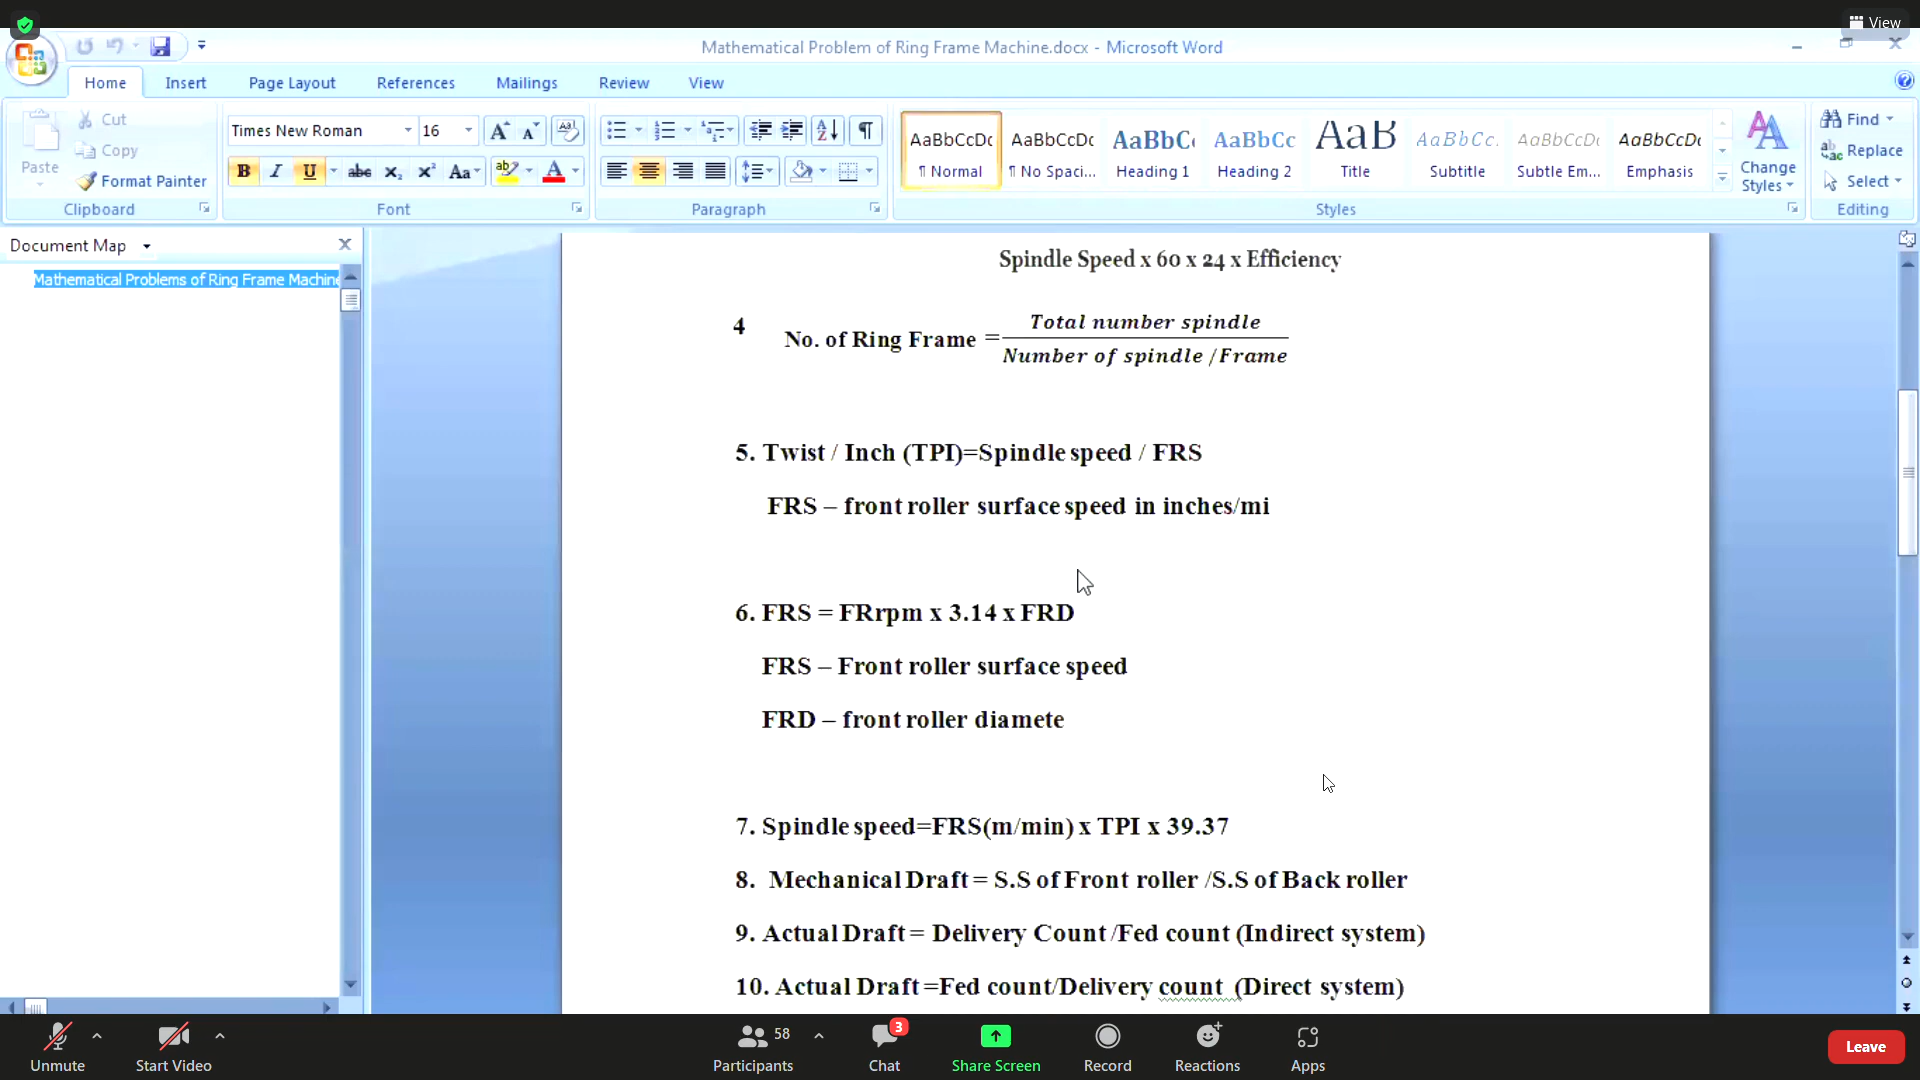 View
Mathematical Problem of Ring Frame Machine.docx - Microsoft Word
Home Insert Page Layout References Mailings Review View
Paste
Cut
Copy
Format Painter
Clipboard
Times New Roman 16
Font
Paragraph
AaBbCcDc AaBbCcDc AaBbC AaBbCc AaB AaBbCc. AaBbCcDc AaBbCcDc
¶ Normal ¶ No Spaci... Heading 1 Heading 2 Title Subtitle Subtle Em... Emphasis
Change Styles
Styles
Find
Replace
Select
Editing
Document Map
Mathematical Problems of Ring Frame Machine
Spindle Speed x 60 x 24 x Efficiency
4 No. of Ring Frame = Total number spindle
Number of spindle /Frame
5. Twist / Inch (TPI)=Spindle speed / FRS
FRS – front roller surface speed in inches/mi
6. FRS = FRrpm x 3.14 x FRD
FRS – Front roller surface speed
FRD – front roller diamete
7. Spindle speed=FRS(m/min) x TPI x 39.37
8. Mechanical Draft = S.S of Front roller /S.S of Back roller
9. Actual Draft = Delivery Count /Fed count (Indirect system)
10. Actual Draft =Fed count/Delivery count (Direct system)
Unmute Start Video Participants 58 Chat 3 Share Screen Record Reactions Apps Leave